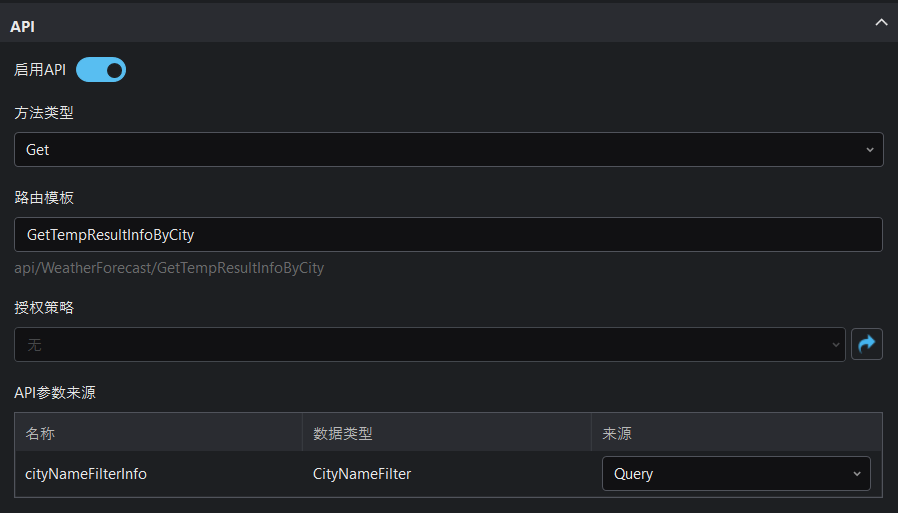 API
启用API
方法类型
Get
路由模板
GetTempResultInfoByCity
api/WeatherForecast/GetTempResultInfoByCity
授权策略
无
API参数来源
名称 数据类型 来源
cityNameFilterInfo CityNameFilter Query